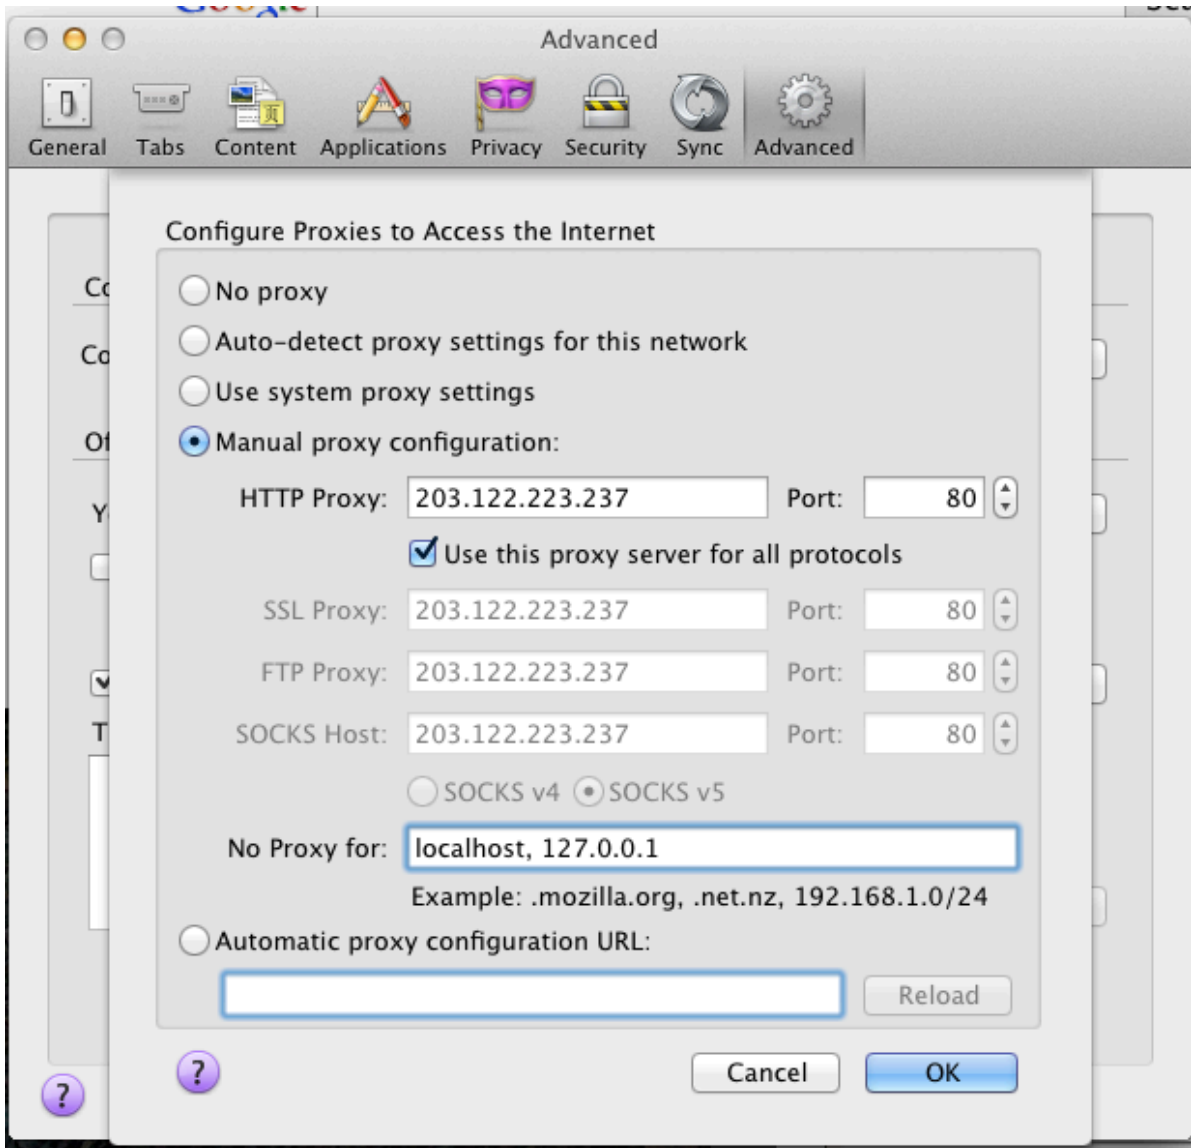 Google
Advanced
General Tabs Content Applications Privacy Security Sync Advanced
Configure Proxies to Access the Internet
No proxy
Auto-detect proxy settings for this network
Use system proxy settings
Manual proxy configuration:
HTTP Proxy: 203.122.223.237 Port: 80
Use this proxy server for all protocols
SSL Proxy: 203.122.223.237 Port: 80
FTP Proxy: 203.122.223.237 Port: 80
SOCKS Host: 203.122.223.237 Port: 80
SOCKS v4 SOCKS v5
No Proxy for: localhost, 127.0.0.1
Example: .mozilla.org, .net.nz, 192.168.1.0/24
Automatic proxy configuration URL:
Reload
? Cancel OK
?